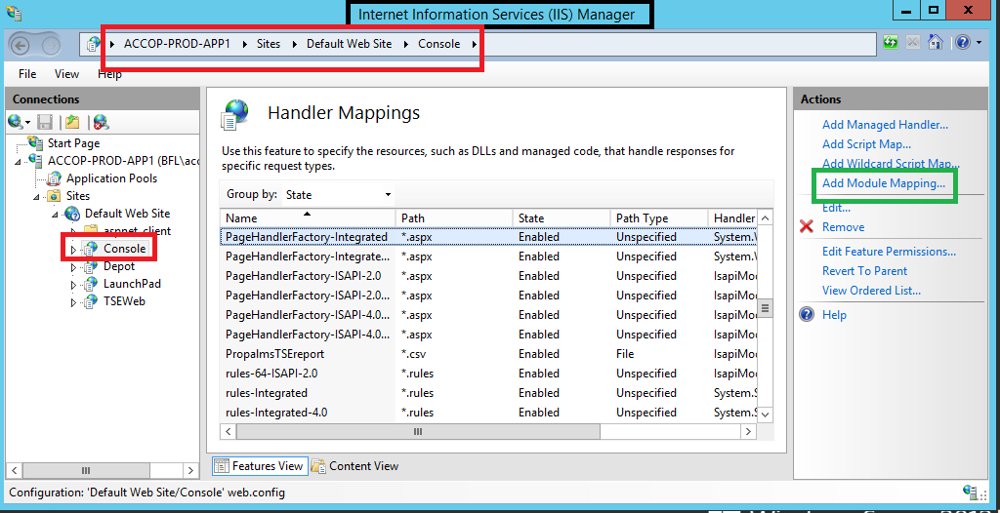 Internet Information Services (IIS) Manager
ACCOP-PROD-APP1 Sites Default Web Site Console
File View Help
Connections
Start Page
ACCOP-PROD-APP1 (BFL\acc
Application Pools
Sites
Default Web Site
aspnet_client
Console
Depot
LaunchPad
TSEWeb
Handler Mappings
Use this feature to specify the resources, such as DLLs and managed code, that handle responses for
specific request types.
Group by: State
Name Path State Path Type Handler
PageHandlerFactory-Integrated *.aspx Enabled Unspecified System.V
PageHandlerFactory-Integrate... *.aspx Enabled Unspecified System.V
PageHandlerFactory-ISAPI-2.0 *.aspx Enabled Unspecified IsapiMoc
PageHandlerFactory-ISAPI-2.0... *.aspx Enabled Unspecified IsapiMoc
PageHandlerFactory-ISAPI-4.0... *.aspx Enabled Unspecified IsapiMoc
PageHandlerFactory-ISAPI-4.0... *.aspx Enabled Unspecified IsapiMoc
PropalmsTSEreport *.csv Enabled File IsapiMoc
rules-64-ISAPI-2.0 *.rules Enabled Unspecified IsapiMoc
rules-Integrated *.rules Enabled Unspecified System.S
rules-Integrated-4.0 *.rules Enabled Unspecified System.S
Features View Content View
Actions
Add Managed Handler...
Add Script Map...
Add Wildcard Script Map...
Add Module Mapping...
Edit...
Remove
Edit Feature Permissions...
Revert To Parent
View Ordered List...
Help
Configuration: 'Default Web Site/Console' web.config